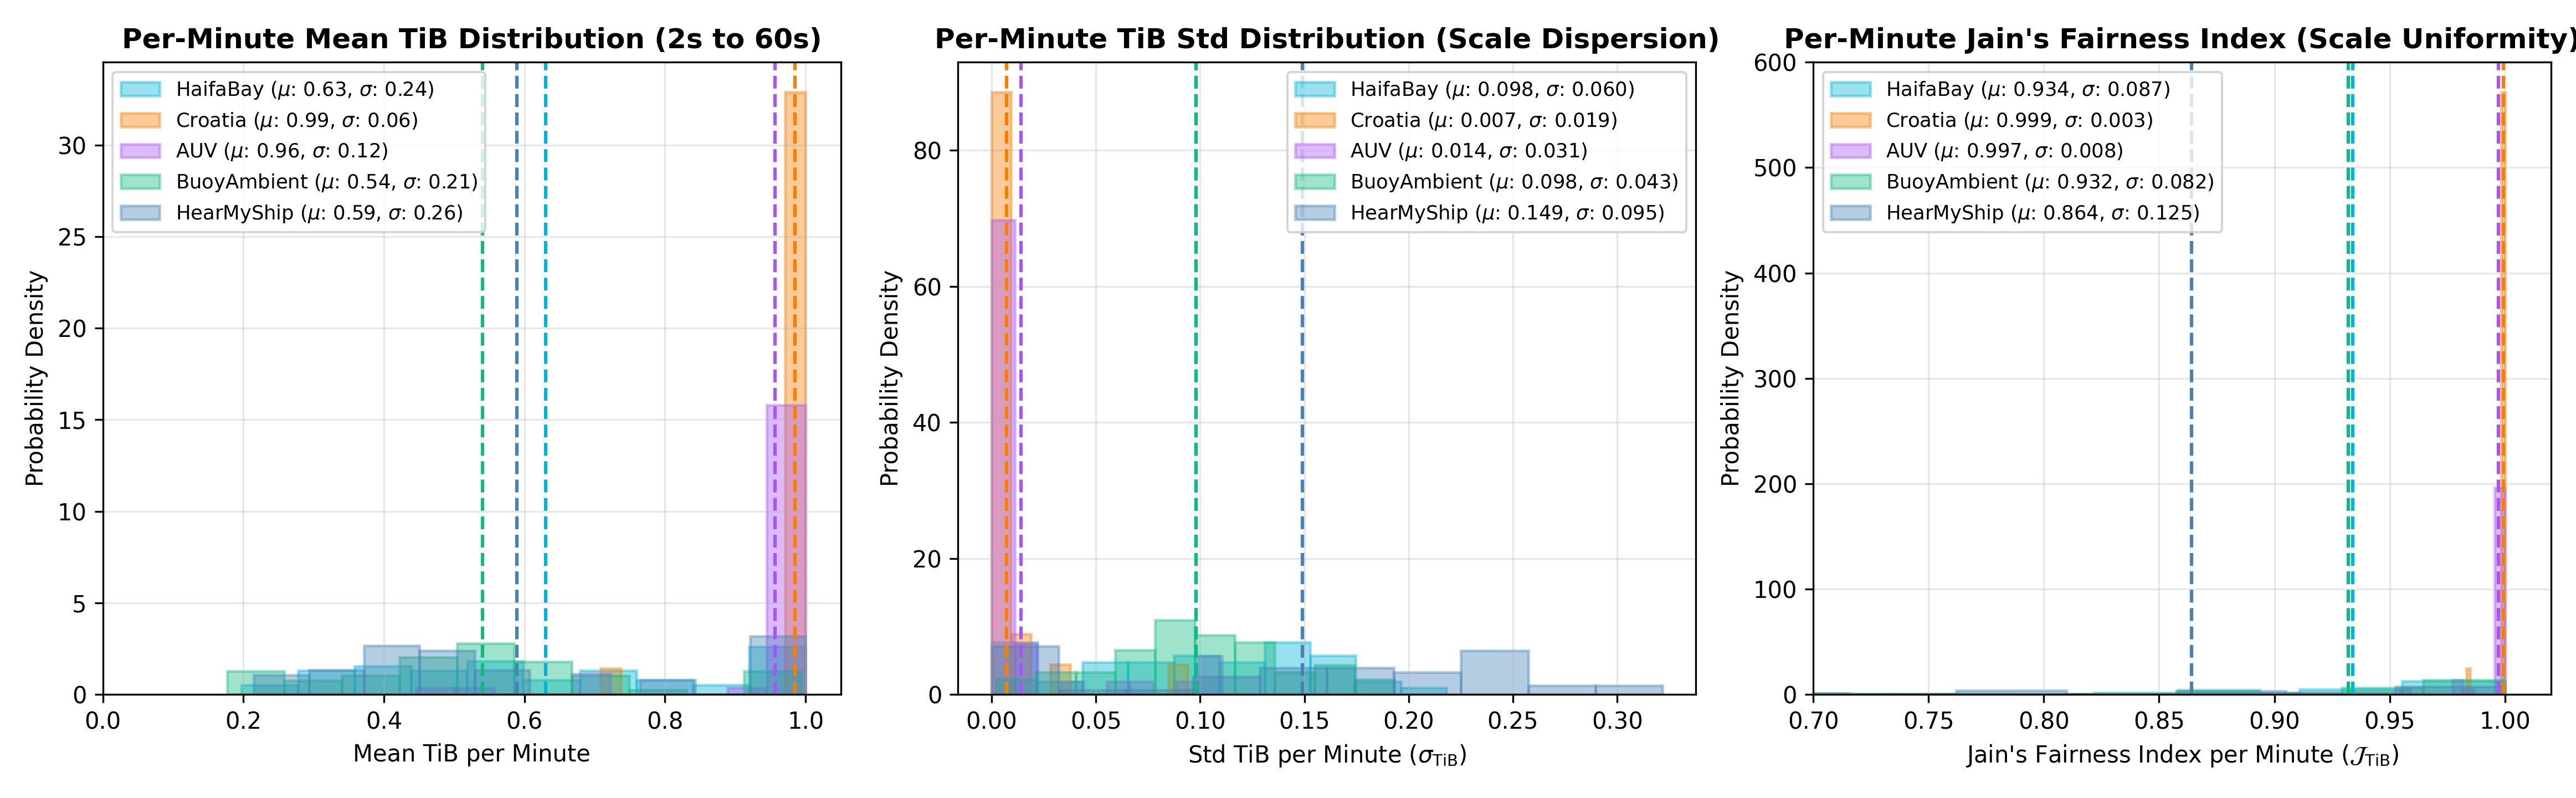 Per-Minute Mean TiB Distribution (2s to 60s)
HaifaBay (μ: 0.63, σ: 0.24)
Croatia (μ: 0.99, σ: 0.06)
AUV (μ: 0.96, σ: 0.12)
BuoyAmbient (μ: 0.54, σ: 0.21)
HearMyShip (μ: 0.59, σ: 0.26)
Probability Density
30
25
20
15
10
5
0
0.0 0.2 0.4 0.6 0.8 1.0
Mean TiB per Minute
Per-Minute TiB Std Distribution (Scale Dispersion)
HaifaBay (μ: 0.098, σ: 0.060)
Croatia (μ: 0.007, σ: 0.019)
AUV (μ: 0.014, σ: 0.031)
BuoyAmbient (μ: 0.098, σ: 0.043)
HearMyShip (μ: 0.149, σ: 0.095)
Probability Density
80
60
40
20
0
0.00 0.05 0.10 0.15 0.20 0.25 0.30
Std TiB per Minute (σTiB)
Per-Minute Jain's Fairness Index (Scale Uniformity)
HaifaBay (μ: 0.934, σ: 0.087)
Croatia (μ: 0.999, σ: 0.003)
AUV (μ: 0.997, σ: 0.008)
BuoyAmbient (μ: 0.932, σ: 0.082)
HearMyShip (μ: 0.864, σ: 0.125)
Probability Density
600
500
400
300
200
100
0
0.70 0.75 0.80 0.85 0.90 0.95 1.00
Jain's Fairness Index per Minute (𝒥TiB)